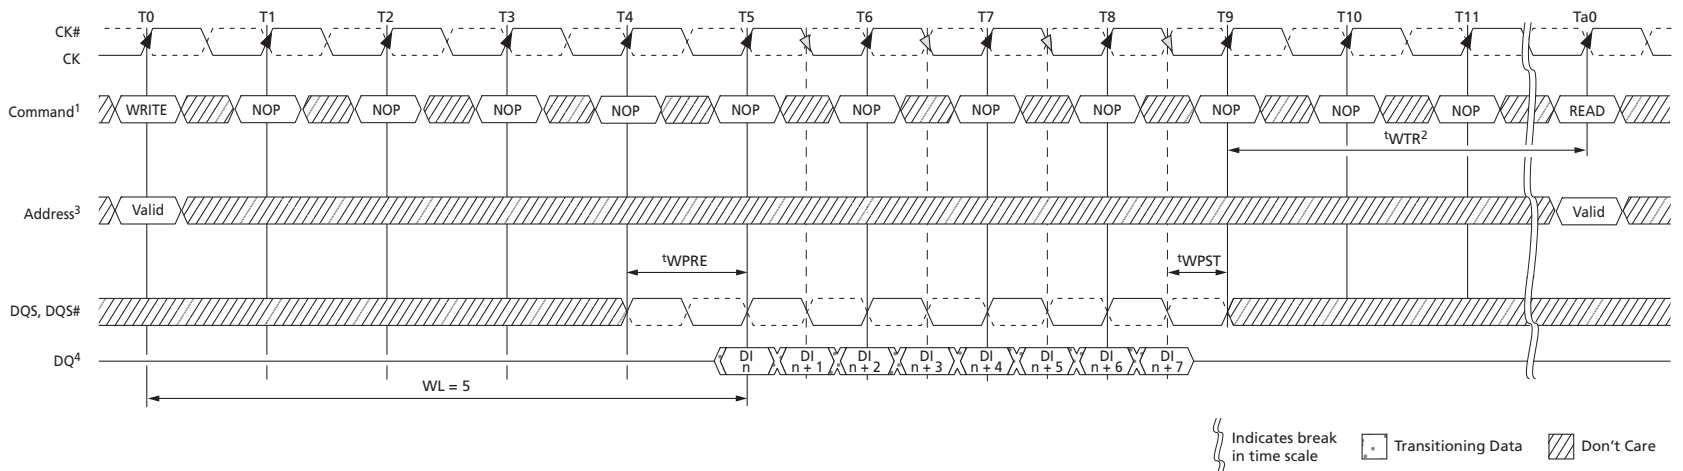 T0 T1 T2 T3 T4 T5 T6 T7 T8 T9 T10 T11 Ta0
CK#
CK
Command1 WRITE NOP NOP NOP NOP NOP NOP NOP NOP NOP NOP NOP READ
tWTR2
Address3 Valid Valid
tWPRE tWPST
DQS, DQS#
DQ4 DI n DI n + 1 DI n + 2 DI n + 3 DI n + 4 DI n + 5 DI n + 6 DI n + 7
WL = 5
Indicates break
in time scale
Transitioning Data
Don't Care